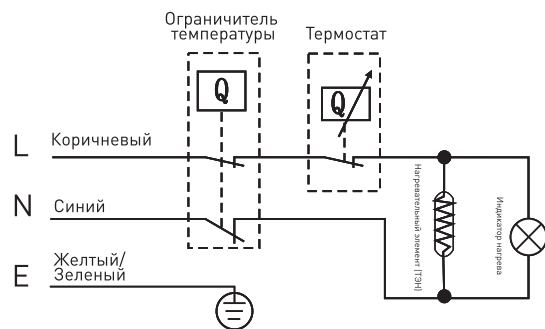 Ограничитель
температуры
Термостат
Q
Q
L
Коричневый
N
Синий
E
Желтый/
Зеленый
Нагревательный элемент (ТЭН)
Индикатор нагрева